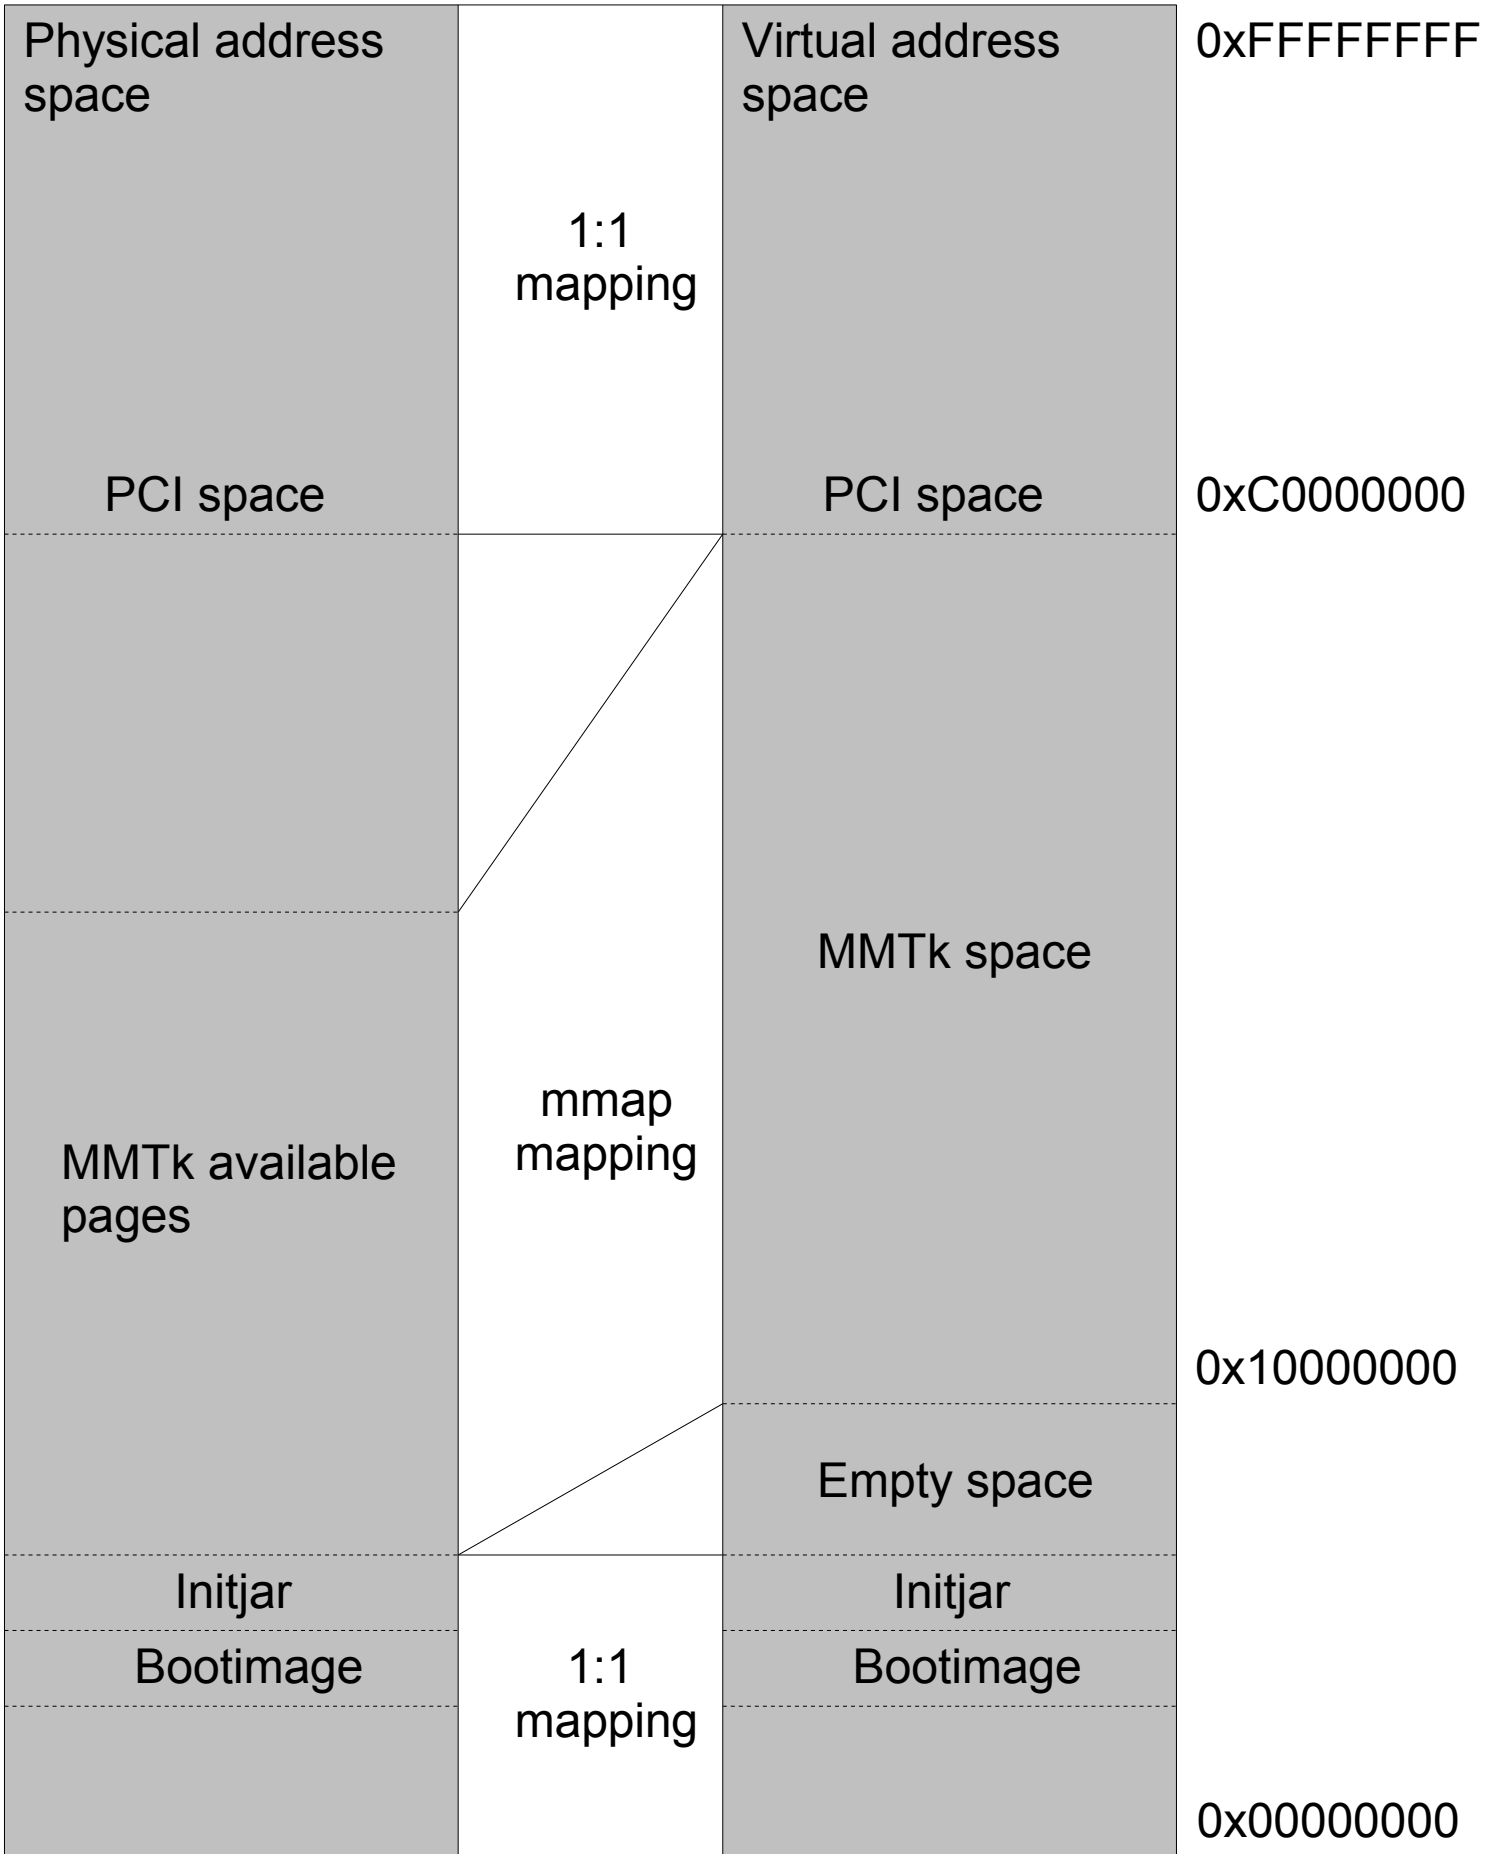 Physical address
space
Virtual address
space
0xFFFFFFFF
1:1
mapping
PCI space
PCI space
0xC0000000
MMTk space
mmap
mapping
MMTk available
pages
0x10000000
Empty space
Initjar
Initjar
Bootimage
1:1
mapping
Bootimage
0x00000000